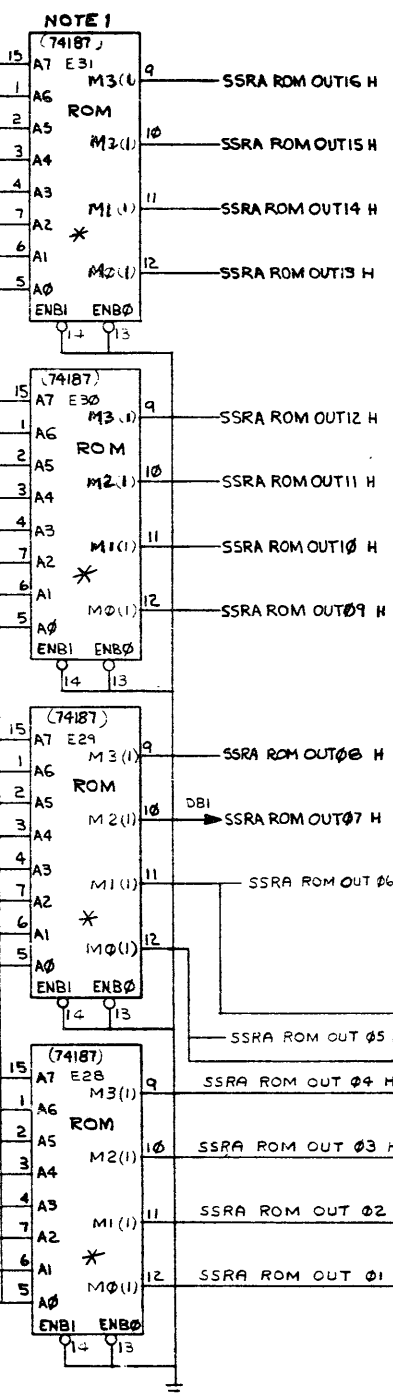 NOTE 1
(74187)
15 A7 E31 M3(1) 9 SSRA ROM OUT16 H
1 A6
ROM
2 A5 M2(1) 10 SSRA ROM OUT15 H
3 A4
4 A3 M1(1) 11 SSRA ROM OUT14 H
7 A2
*
6 A1 M0(1) 12 SSRA ROM OUT13 H
5 AØ
ENB1 ENBØ
14 13
(74187)
15 A7 E3Ø M3(1) 9 SSRA ROM OUT12 H
1 A6
ROM
2 A5 M2(1) 1Ø SSRA ROM OUT11 H
3 A4
4 A3 M1(1) 11 SSRA ROM OUT1Ø H
7 A2
*
6 A1 MØ(1) 12 SSRA ROM OUTØ9 H
5 AØ
ENB1 ENBØ
14 13
(74187)
15 A7 E29 M3(1) 9 SSRA ROM OUTØ8 H
1 A6
ROM
2 A5 M2(1) 1Ø DB1 SSRA ROM OUTØ7 H
3 A4
4 A3 M1(1) 11 SSRA ROM OUT Ø6
7 A2
*
6 A1 MØ(1) 12
5 AØ
ENB1 ENBØ
14 13
SSRA ROM OUT Ø5
(74187)
15 A7 E28 M3(1) 9 SSRA ROM OUT Ø4 H
1 A6
ROM
2 A5 M2(1) 1Ø SSRA ROM OUT Ø3 H
3 A4
4 A3 M1(1) 11 SSRA ROM OUT Ø2
7 A2
*
6 A1 MØ(1) 12 SSRA ROM OUT Ø1
5 AØ
ENB1 ENBØ
14 13